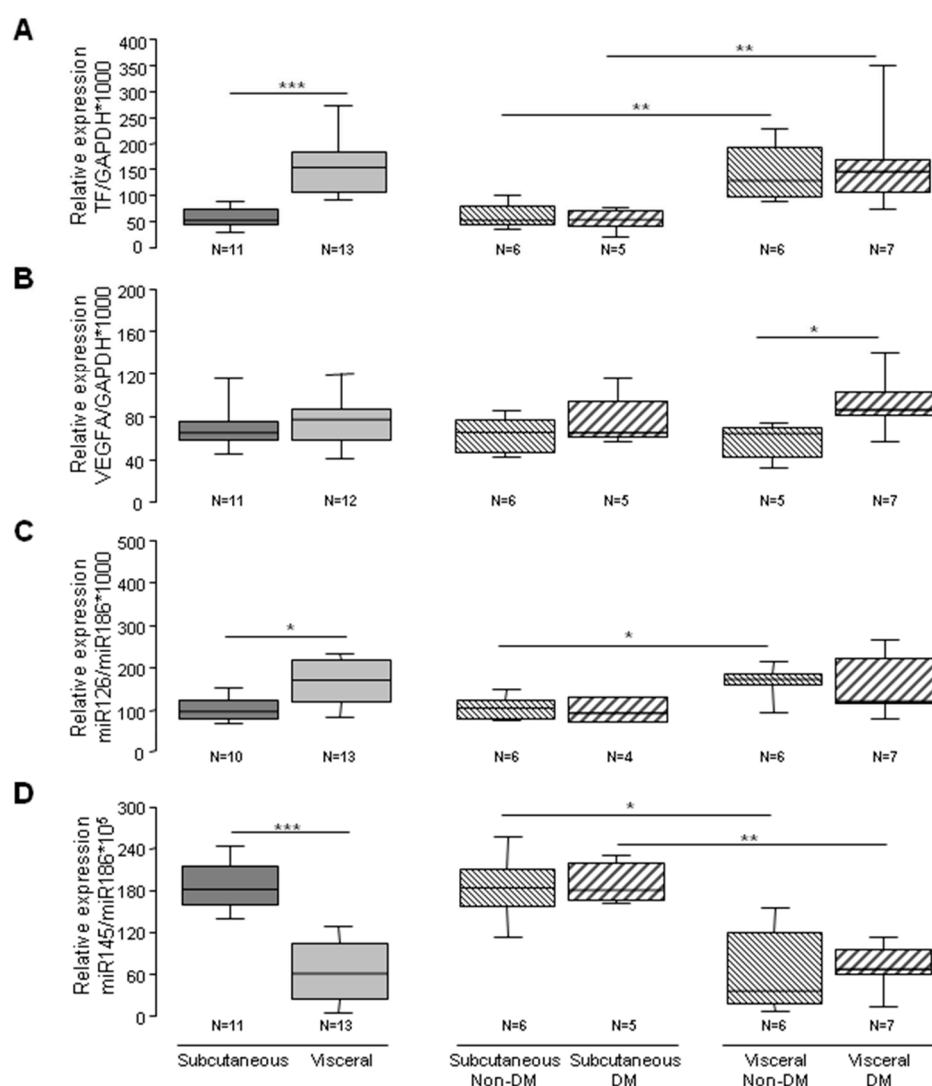 A
Relative expression
TF/GAPDH*1000
400
350
300
250
200
150
100
50
0
***
**
**
N=11
N=13
N=6
N=5
N=6
N=7
B
Relative expression
VEGFA/GAPDH*1000
200
160
120
80
40
0
*
N=11
N=12
N=6
N=5
N=5
N=7
C
Relative expression
miR126/miR186*1000
500
400
300
200
100
0
*
*
N=10
N=13
N=6
N=4
N=6
N=7
D
Relative expression
miR145/miR186*10⁵
300
240
180
120
60
0
***
*
**
N=11
N=13
N=6
N=5
N=6
N=7
Subcutaneous
Visceral
Subcutaneous
Non-DM
Subcutaneous
DM
Visceral
Non-DM
Visceral
DM